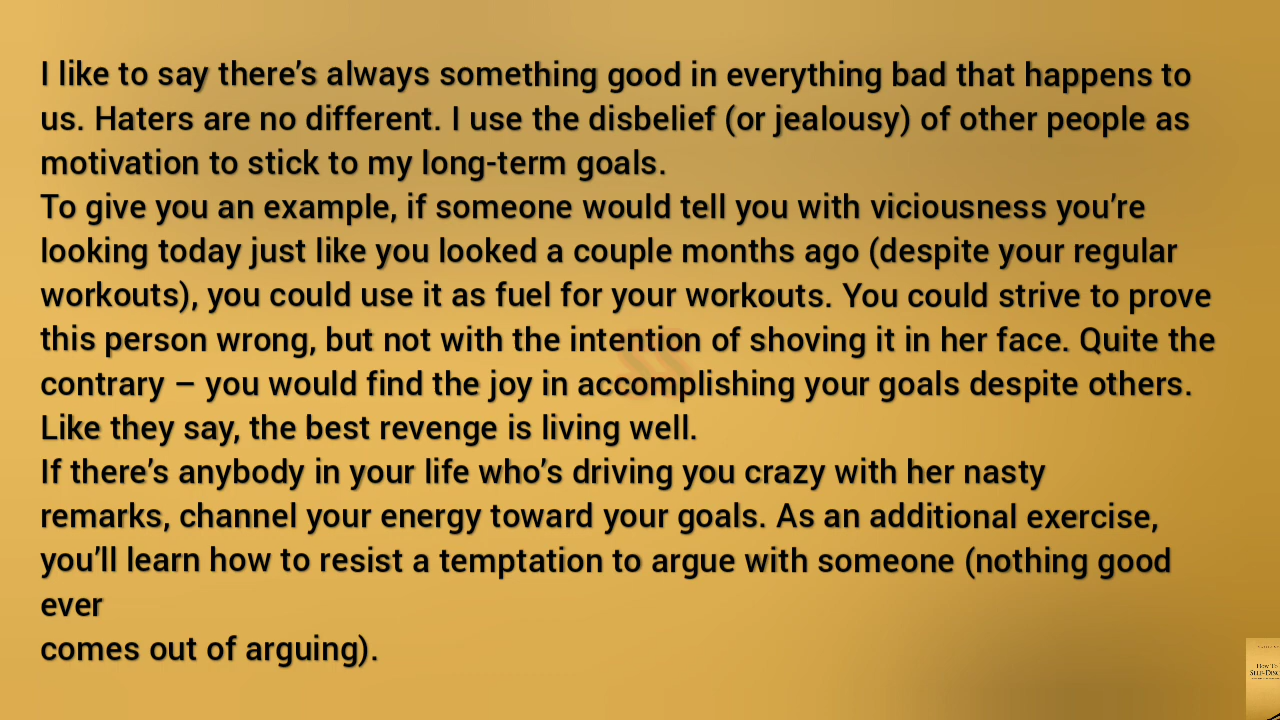 I like to say there's always something good in everything bad that happens to
us. Haters are no different. I use the disbelief (or jealousy) of other people as
motivation to stick to my long-term goals.
To give you an example, if someone would tell you with viciousness you're
looking today just like you looked a couple months ago (despite your regular
workouts), you could use it as fuel for your workouts. You could strive to prove
this person wrong, but not with the intention of shoving it in her face. Quite the
contrary – you would find the joy in accomplishing your goals despite others.
Like they say, the best revenge is living well.
If there's anybody in your life who's driving you crazy with her nasty
remarks, channel your energy toward your goals. As an additional exercise,
you'll learn how to resist a temptation to argue with someone (nothing good
ever
comes out of arguing).
How To